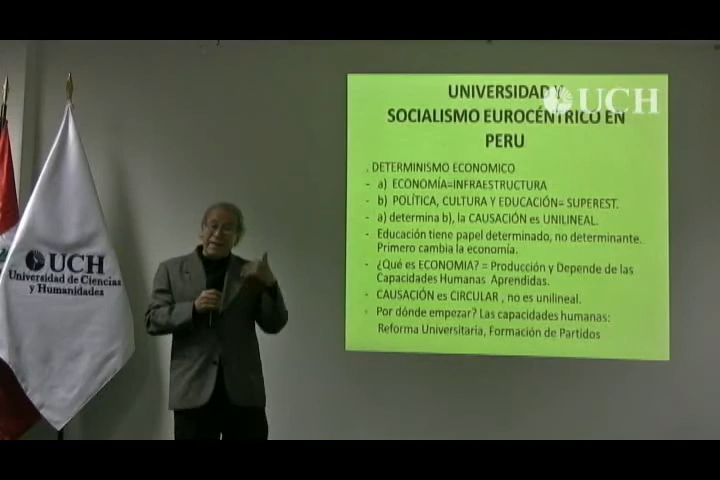 UCH
Universidad de Ciencias
y Humanidades
UNIVERSIDAD Y
SOCIALISMO EUROCÉNTRICO EN
PERU
. DETERMINISMO ECONOMICO
- a) ECONOMÍA=INFRAESTRUCTURA
- b) POLÍTICA, CULTURA Y EDUCACIÓN= SUPEREST.
- a) determina b), la CAUSACIÓN es UNILINEAL.
- Educación tiene papel determinado, no determinante.
Primero cambia la economía.
- ¿Qué es ECONOMIA? = Producción y Depende de las
Capacidades Humanas Aprendidas.
- CAUSACIÓN es CIRCULAR , no es unilineal.
- Por dónde empezar? Las capacidades humanas:
Reforma Universitaria, Formación de Partidos
UCH